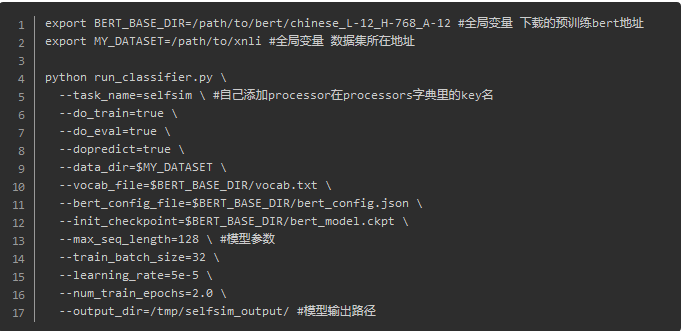 1 export BERT_BASE_DIR=/path/to/bert/chinese_L-12_H-768_A-12 #全局变量 下载的预训练bert地址
2 export MY_DATASET=/path/to/xnli #全局变量 数据集所在地址
3
4 python run_classifier.py \
5   --task_name=selfsim \ #自己添加processor在processors字典里的key名
6   --do_train=true \
7   --do_eval=true \
8   --dopredict=true \
9   --data_dir=$MY_DATASET \
10   --vocab_file=$BERT_BASE_DIR/vocab.txt \
11   --bert_config_file=$BERT_BASE_DIR/bert_config.json \
12   --init_checkpoint=$BERT_BASE_DIR/bert_model.ckpt \
13   --max_seq_length=128 \ #模型参数
14   --train_batch_size=32 \
15   --learning_rate=5e-5 \
16   --num_train_epochs=2.0 \
17   --output_dir=/tmp/selfsim_output/ #模型输出路径